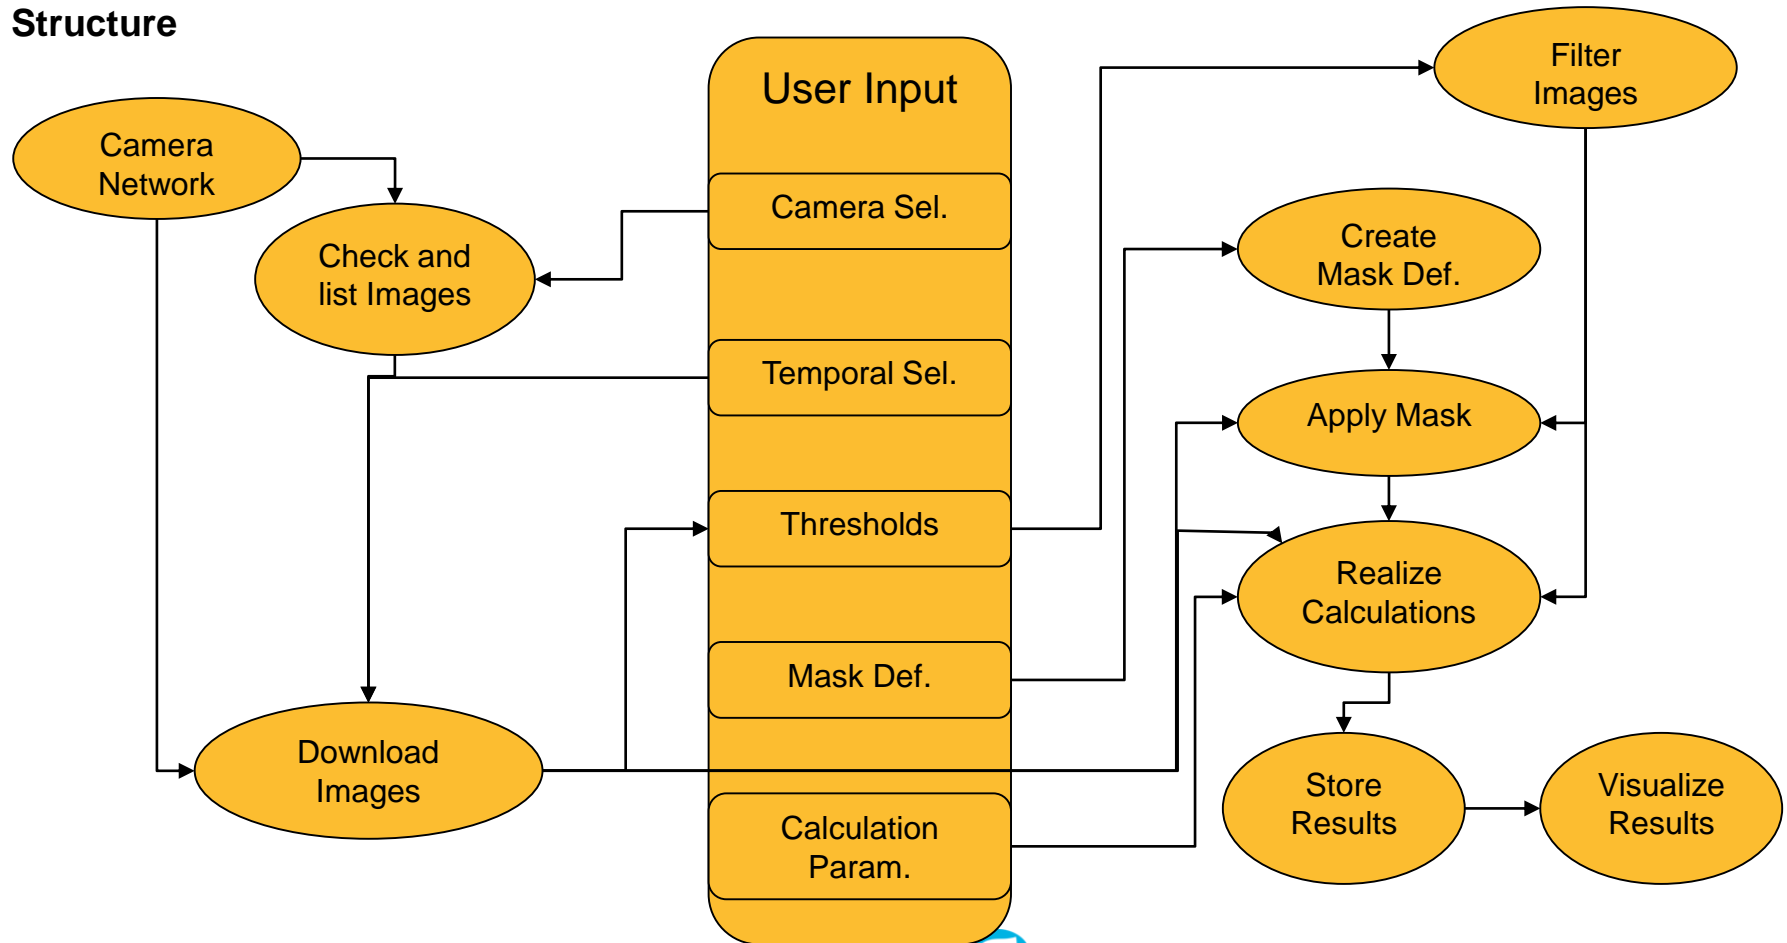 Structure
Camera
Network
Check and
list Images
Download
Images
User Input
Camera Sel.
Temporal Sel.
Thresholds
Mask Def.
Calculation
Param.
Filter
Images
Create
Mask Def.
Apply Mask
Realize
Calculations
Store
Results
Visualize
Results